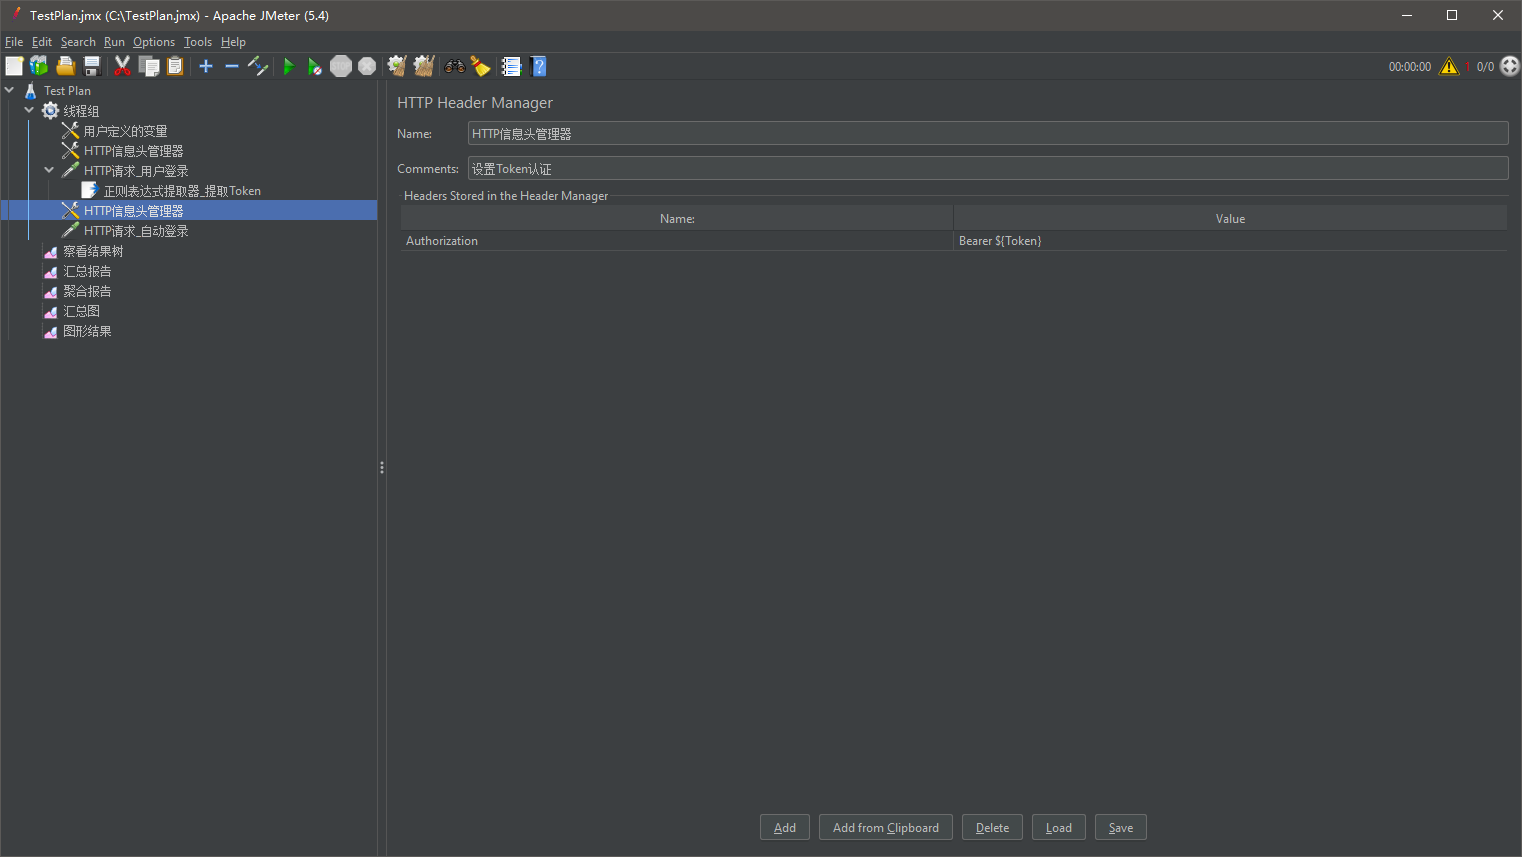 TestPlan.jmx (C:\TestPlan.jmx) - Apache JMeter (5.4)
File Edit Search Run Options Tools Help
00:00:00 1 0/0
Test Plan
线程组
用户定义的变量
HTTP信息头管理器
HTTP请求_用户登录
正则表达式提取器_提取Token
HTTP信息头管理器
HTTP请求_自动登录
察看结果树
汇总报告
聚合报告
汇总图
图形结果
HTTP Header Manager
Name: HTTP信息头管理器
Comments: 设置Token认证
Headers Stored in the Header Manager
Name: Value
Authorization Bearer ${Token}
Add Add from Clipboard Delete Load Save